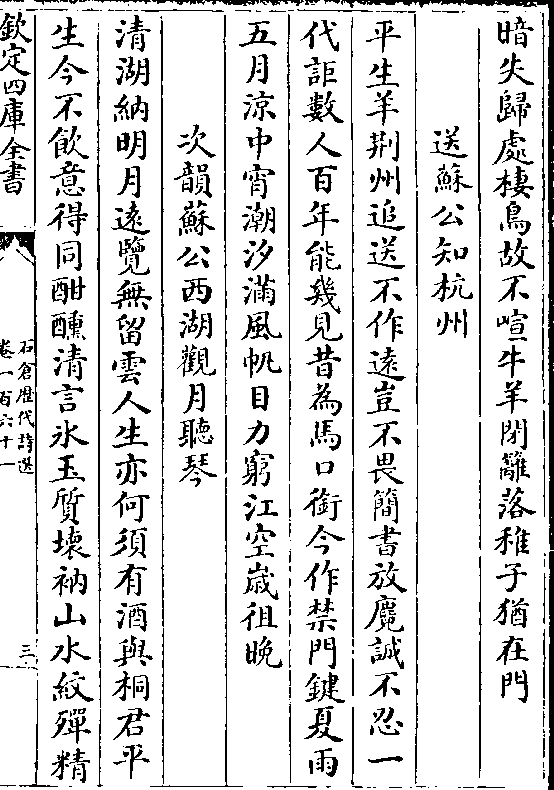 暗失歸處棲鳥故不喧牛羊閉籬落稚子猶在門
送蘇公知杭州
平生羊荆州追送不作逺豈不畏簡書放麑誠不忍一
代詎數人百年能幾見昔為馬口銜今作禁門鍵夏雨
五月涼中宵潮汐滿風帆目力窮江空嵗徂晩
次韻蘇公西湖觀月聽琴
清湖納明月逺覽無留雲人生亦何須有酒與桐君平
生今不飲意得同酣醺清言氷玉質壊衲山水紋殫精
欽定四庫全書
石倉歴代詩選
卷一百六十一
三